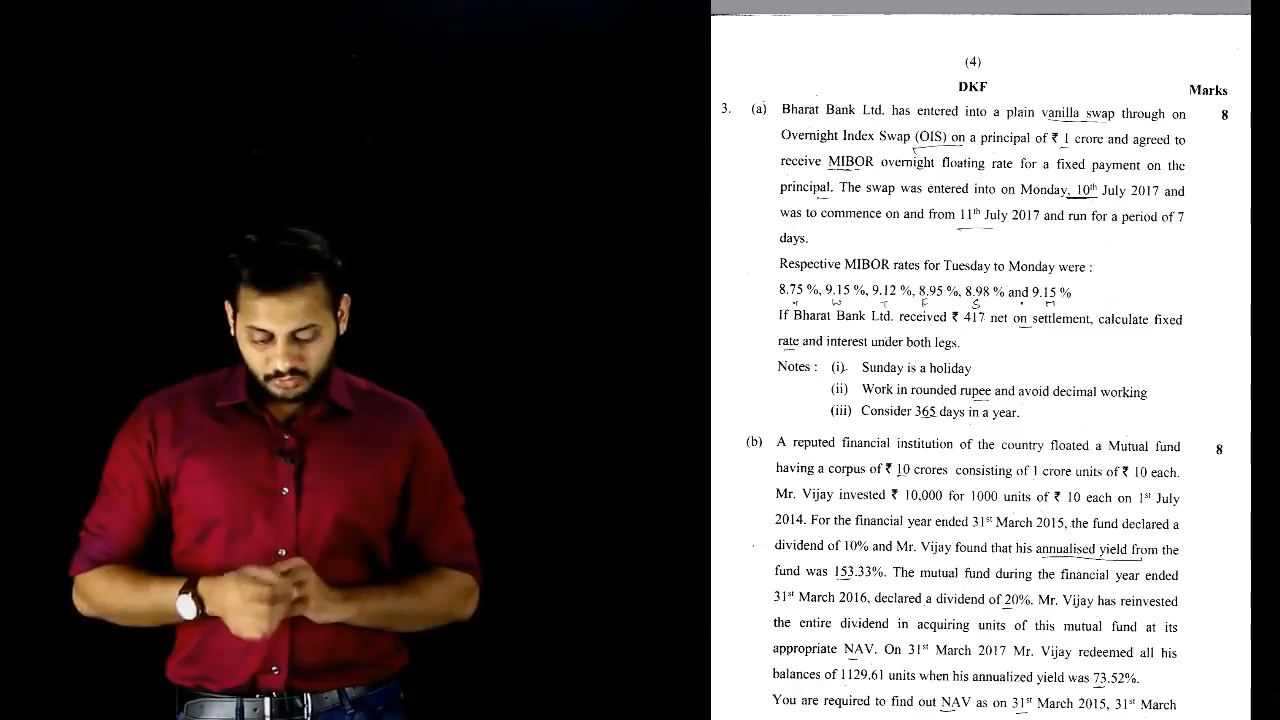 (4)
DKF
Marks
3. (a) Bharat Bank Ltd. has entered into a plain vanilla swap through on 8
Overnight Index Swap (OIS) on a principal of ₹ 1 crore and agreed to
receive MIBOR overnight floating rate for a fixed payment on the
principal. The swap was entered into on Monday, 10th July 2017 and
was to commence on and from 11th July 2017 and run for a period of 7
days.
Respective MIBOR rates for Tuesday to Monday were :
8.75 %, 9.15 %, 9.12 %, 8.95 %, 8.98 % and 9.15 %
T W T F S M
If Bharat Bank Ltd. received ₹ 417 net on settlement, calculate fixed
rate and interest under both legs.
Notes : (i) Sunday is a holiday
(ii) Work in rounded rupee and avoid decimal working
(iii) Consider 365 days in a year.
(b) A reputed financial institution of the country floated a Mutual fund 8
having a corpus of ₹ 10 crores consisting of 1 crore units of ₹ 10 each.
Mr. Vijay invested ₹ 10,000 for 1000 units of ₹ 10 each on 1st July
2014. For the financial year ended 31st March 2015, the fund declared a
dividend of 10% and Mr. Vijay found that his annualised yield from the
fund was 153.33%. The mutual fund during the financial year ended
31st March 2016, declared a dividend of 20%. Mr. Vijay has reinvested
the entire dividend in acquiring units of this mutual fund at its
appropriate NAV. On 31st March 2017 Mr. Vijay redeemed all his
balances of 1129.61 units when his annualized yield was 73.52%.
You are required to find out NAV as on 31st March 2015, 31st March